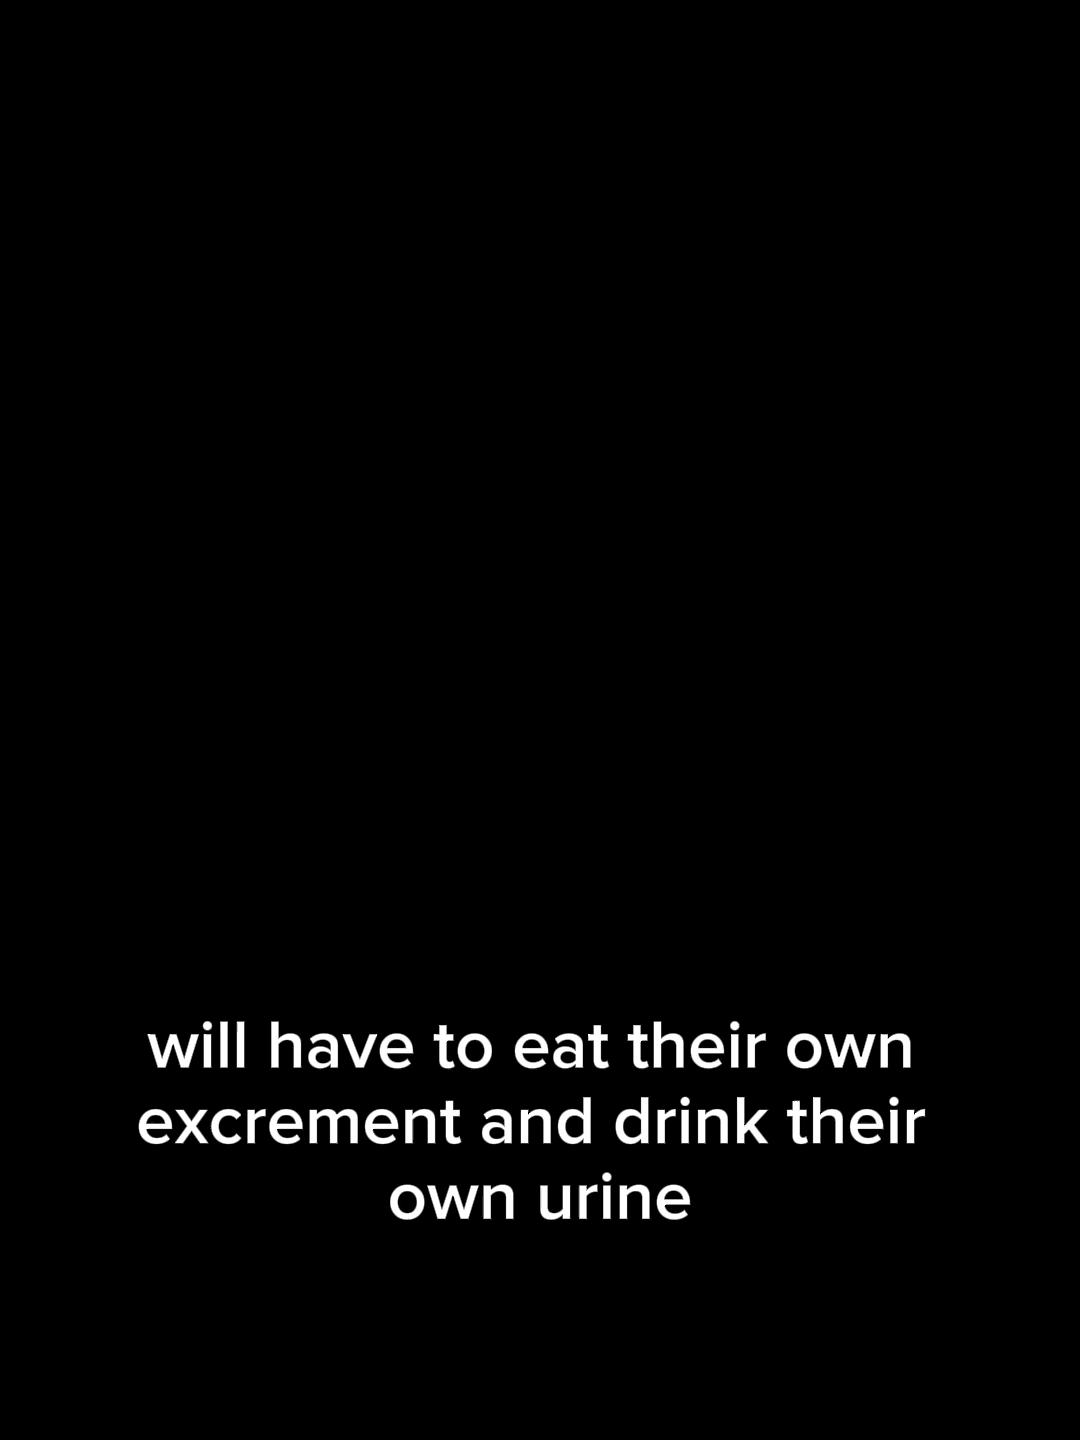 will have to eat their own
excrement and drink their
own urine